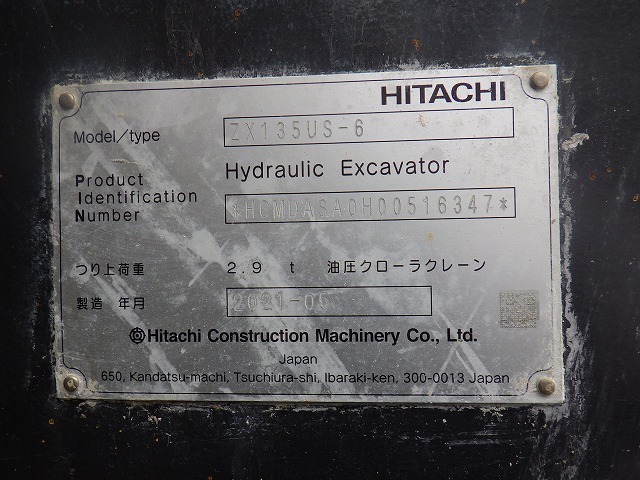 HITACHI
Model/type ZX135US-6
Hydraulic Excavator
Product
Identification
Number *HCMDASA0H00516347*
つり上荷重 2.9 t 油圧クローラクレーン
製造 年月 2021-05
Hitachi Construction Machinery Co., Ltd.
Japan
650, Kandatsu-machi, Tsuchiura-shi, Ibaraki-ken, 300-0013 Japan